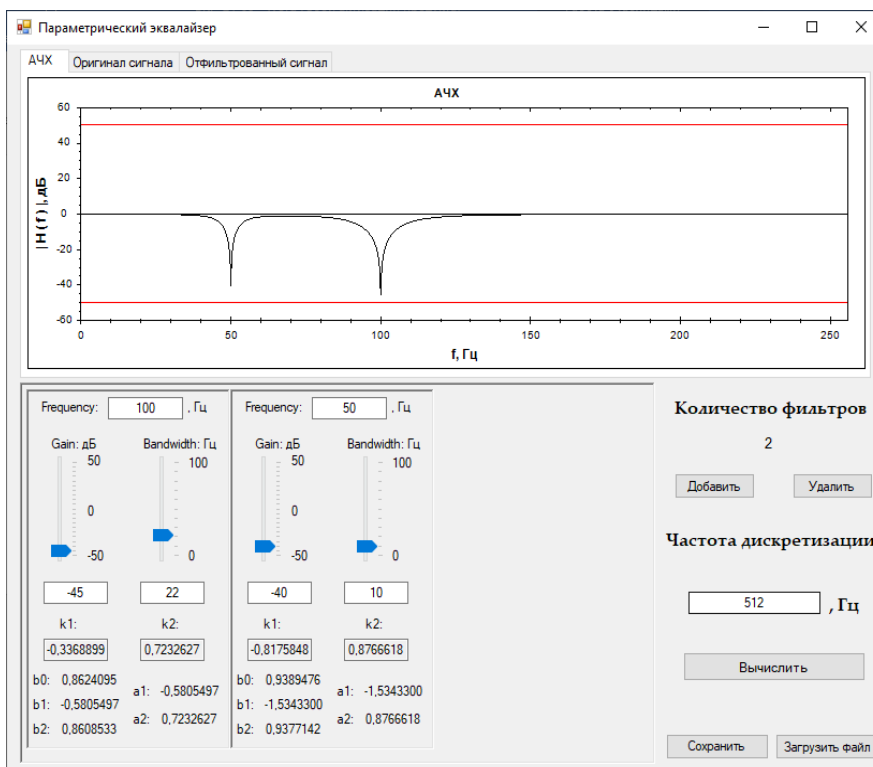 Параметрический эквалайзер
АЧХ Оригинал сигнала Отфильтрованный сигнал
АЧХ
|H(f)|,дБ
60
40
20
0
-20
-40
-60
0 50 100 150 200 250
f, Гц
Frequency: 100 , Гц
Gain: дБ Bandwidth: Гц
50 100
0
-50 0
-45 22
k1: k2:
-0,3368899 0,7232627
b0: 0,8624095
b1: -0,5805497
b2: 0,8608533
a1: -0,5805497
a2: 0,7232627
Frequency: 50 , Гц
Gain: дБ Bandwidth: Гц
50 100
0
-50 0
-40 10
k1: k2:
-0,8175848 0,8766618
b0: 0,9389476
b1: -1,5343300
b2: 0,9377142
a1: -1,5343300
a2: 0,8766618
Количество фильтров
2
Добавить Удалить
Частота дискретизации
512 , Гц
Вычислить
Сохранить Загрузить файл